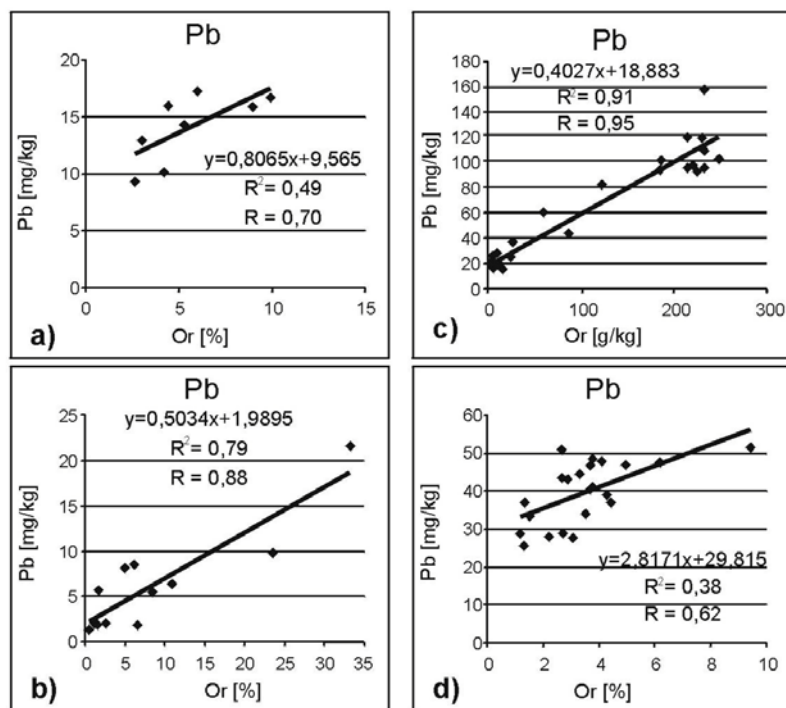 Pb
Pb [mg/kg]
20
15
10
5
0
y=0,8065x+9,565
R²= 0,49
R = 0,70
0 5 10 15
Or [%]
a)
Pb
Pb [mg/kg]
180
160
140
120
100
80
60
40
20
0
y=0,4027x+18,883
R²= 0,91
R = 0,95
0 100 200 300
Or [g/kg]
c)
Pb
Pb [mg/kg]
25
20
15
10
5
0
y=0,5034x+1,9895
R²= 0,79
R = 0,88
0 5 10 15 20 25 30 35
Or [%]
b)
Pb
Pb [mg/kg]
60
50
40
30
20
10
0
y=2,8171x+29,815
R²= 0,38
R = 0,62
0 2 4 6 8 10
Or [%]
d)